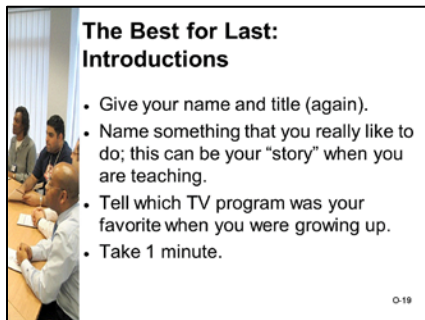 The Best for Last:
Introductions
• Give your name and title (again).
• Name something that you really like to
do; this can be your “story” when you
are teaching.
• Tell which TV program was your
favorite when you were growing up.
• Take 1 minute.
O-19